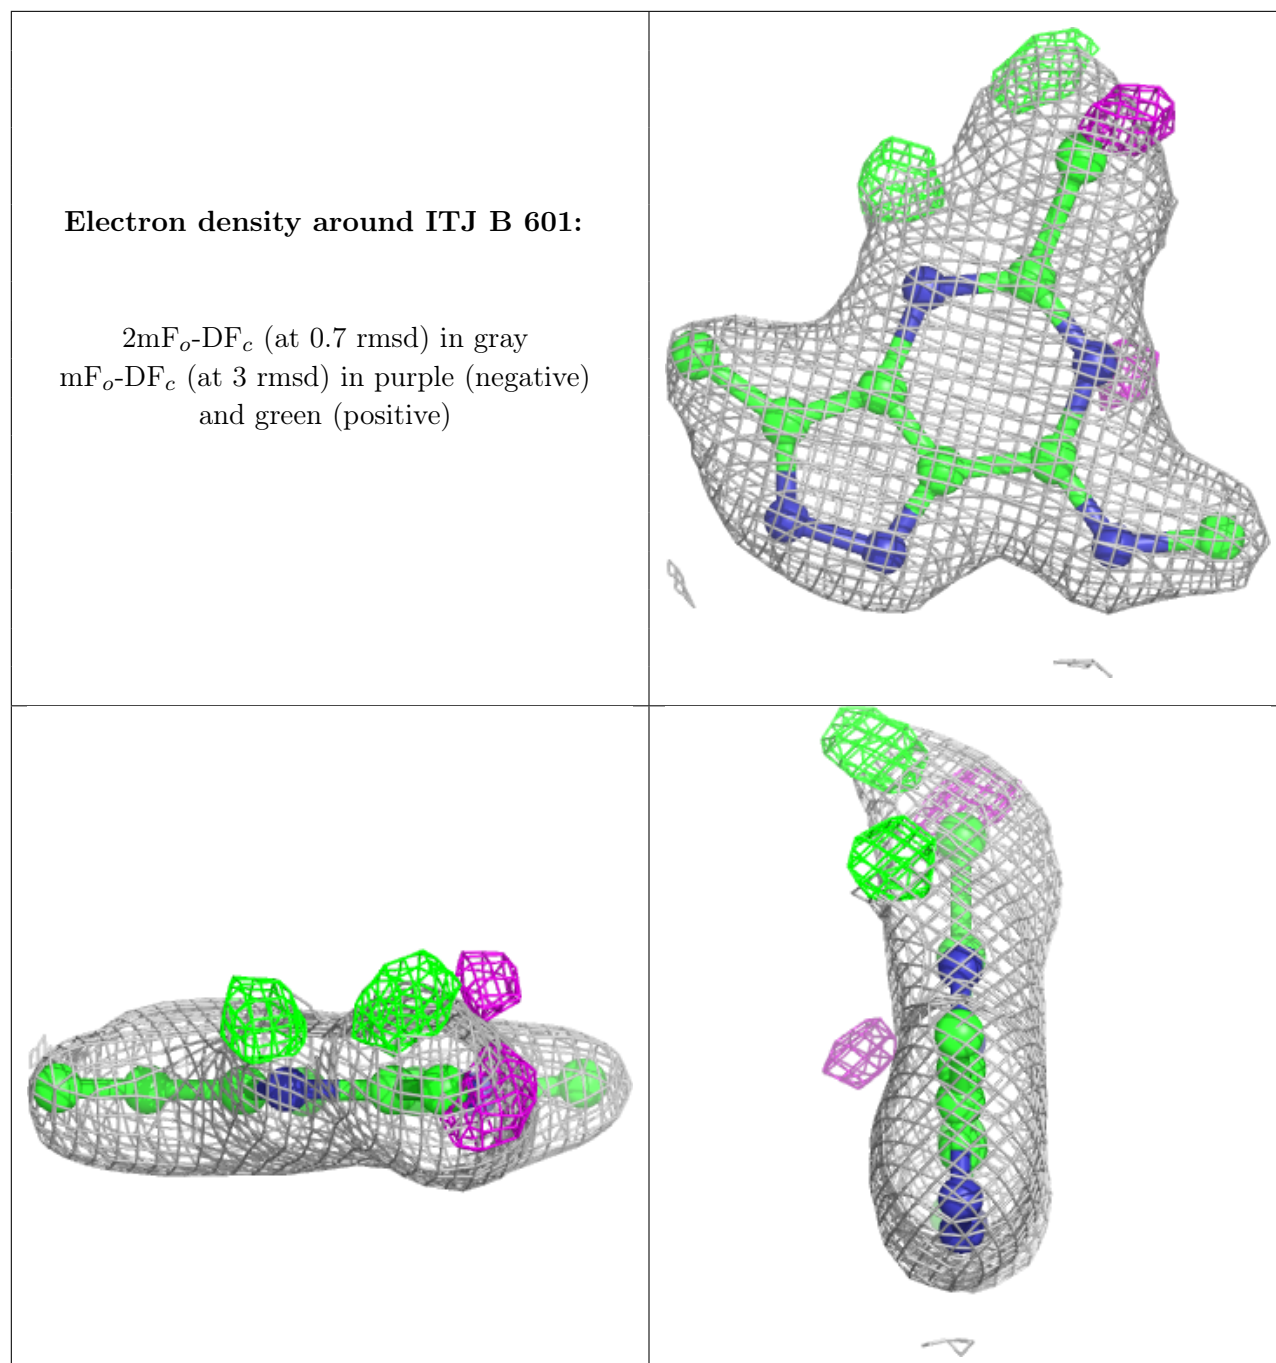 Electron density around ITJ B 601:
2mFo-DFc (at 0.7 rmsd) in gray
mFo-DFc (at 3 rmsd) in purple (negative)
and green (positive)